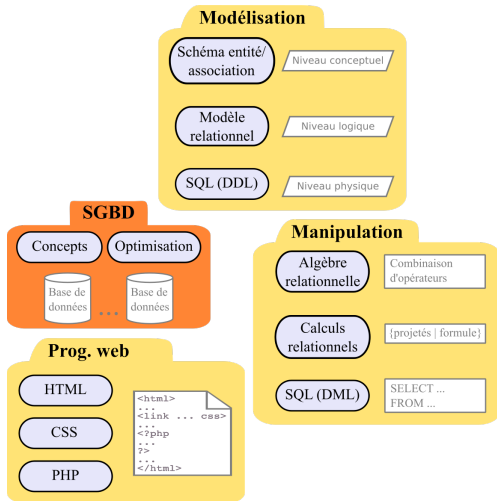 Modélisation
Schéma entité/
association
Niveau conceptuel
Modèle
relationnel
Niveau logique
SQL (DDL)
Niveau physique
SGBD
Concepts
Optimisation
Base de
données
...
Base de
données
Manipulation
Algèbre
relationnelle
Combinaison
d'opérateurs
Calculs
relationnels
{projetés | formule}
SQL (DML)
SELECT ...
FROM ...
Prog. web
HTML
CSS
PHP
<html>
...
<link ... css>
...
<?php
...
?>
...
</html>